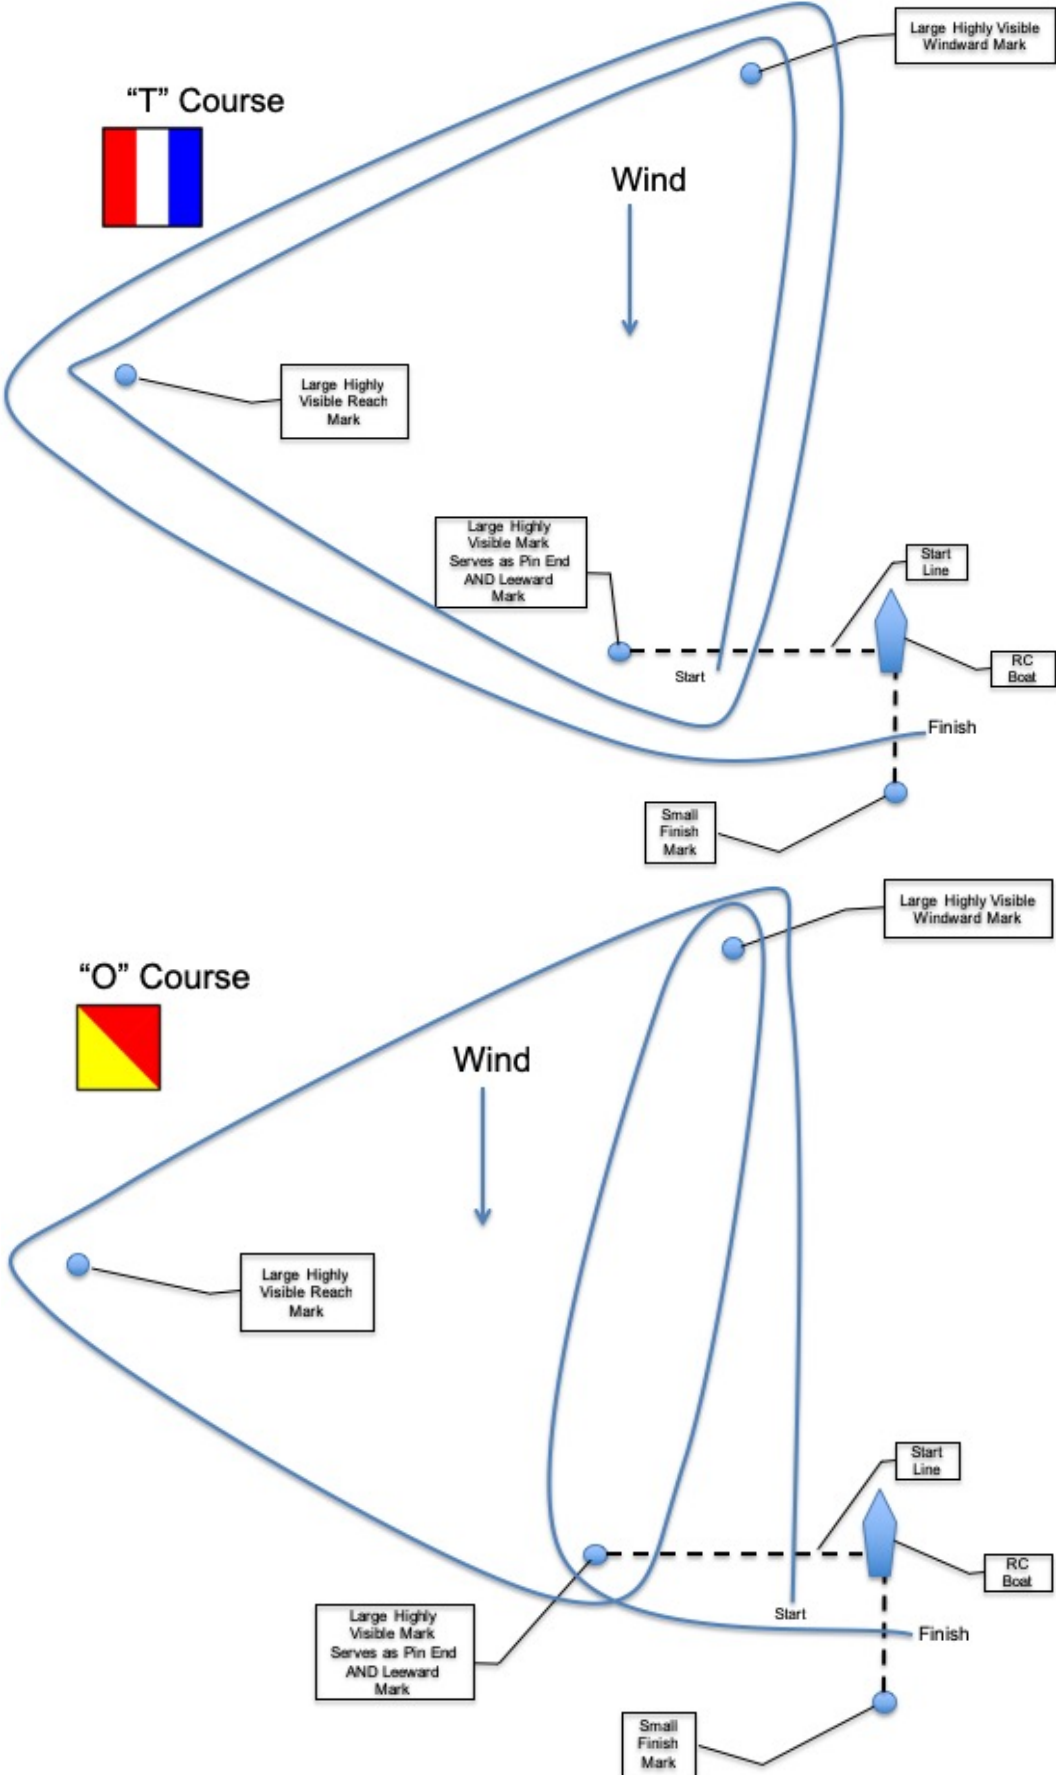 Large Highly Visible
Windward Mark
“T” Course
Wind
Large Highly
Visible Reach
Mark
Large Highly
Visible Mark
Serves as Pin End
AND Leeward
Mark
Start
Line
RC
Boat
Start
Finish
Small
Finish
Mark
Large Highly Visible
Windward Mark
“O” Course
Wind
Large Highly
Visible Reach
Mark
Start
Line
RC
Boat
Start
Finish
Large Highly
Visible Mark
Serves as Pin End
AND Leeward
Mark
Small
Finish
Mark